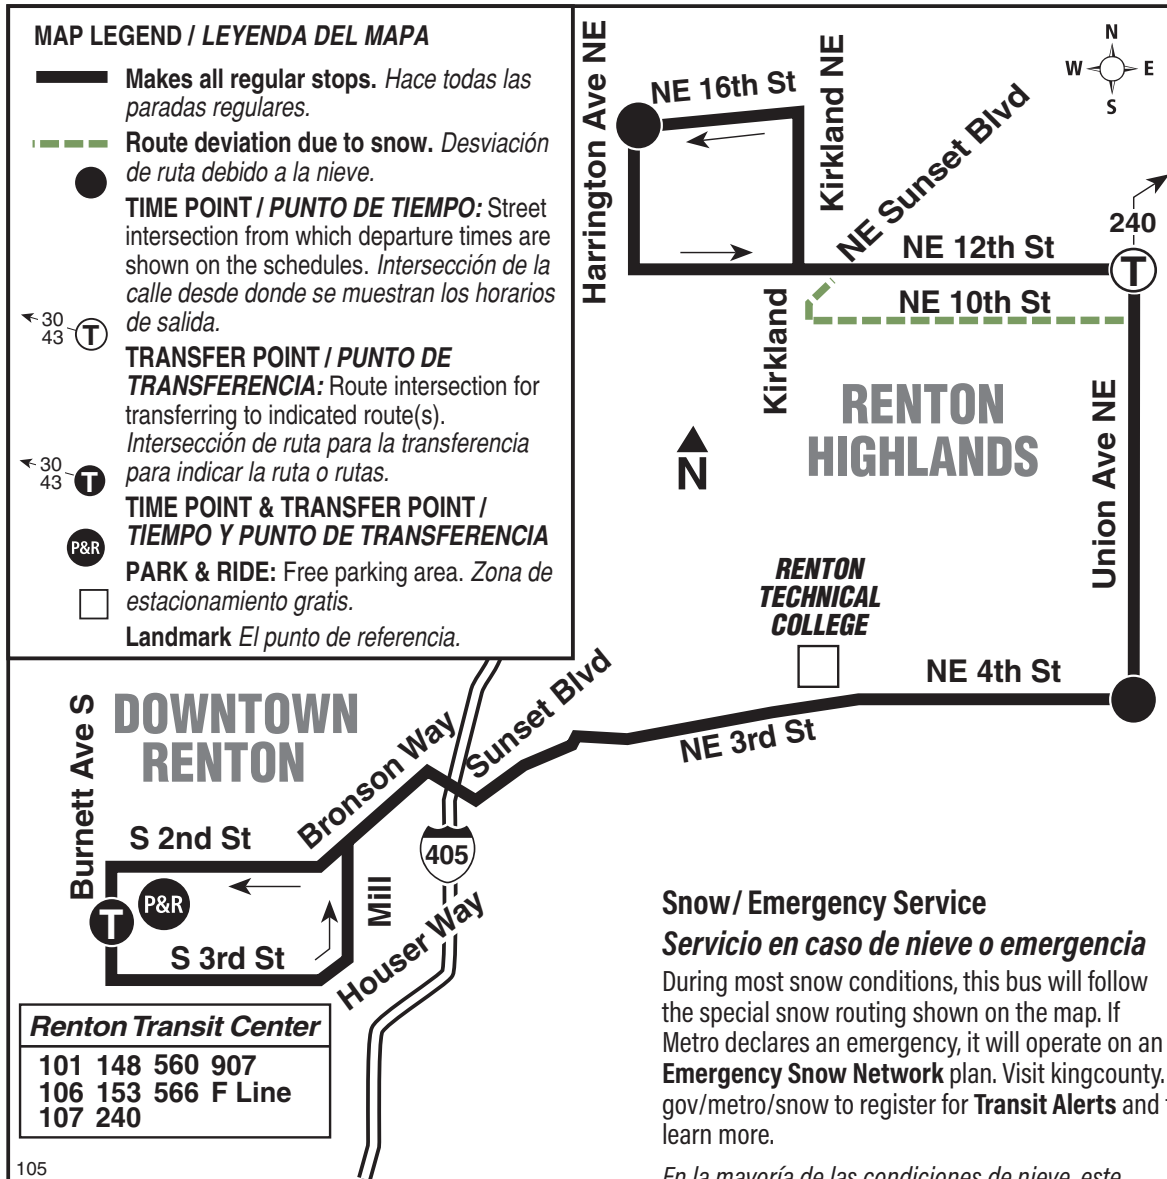 MAP LEGEND / LEYENDA DEL MAPA
Makes all regular stops. Hace todas las
paradas regulares.
Route deviation due to snow. Desviación
de ruta debido a la nieve.
TIME POINT / PUNTO DE TIEMPO: Street
intersection from which departure times are
shown on the schedules. Intersección de la
calle desde donde se muestran los horarios
de salida.
30
43
T
TRANSFER POINT / PUNTO DE
TRANSFERENCIA: Route intersection for
transferring to indicated route(s).
Intersección de ruta para la transferencia
para indicar la ruta o rutas.
30
43
T
TIME POINT & TRANSFER POINT /
TIEMPO Y PUNTO DE TRANSFERENCIA
P&R
PARK & RIDE: Free parking area. Zona de
estacionamiento gratis.
Landmark El punto de referencia.
Harrington Ave NE
NE 16th St
Kirkland NE
NE Sunset Blvd
N
W
E
S
240
T
NE 12th St
NE 10th St
Kirkland
RENTON
HIGHLANDS
N
Union Ave NE
RENTON
TECHNICAL
COLLEGE
NE 4th St
NE 3rd St
Sunset Blvd
Bronson Way
DOWNTOWN
RENTON
Burnett Ave S
S 2nd St
405
T
P&R
Mill
S 3rd St
Houser Way
Renton Transit Center
101 148 560 907
106 153 566 F Line
107 240
105
Snow / Emergency Service
Servicio en caso de nieve o emergencia
During most snow conditions, this bus will follow
the special snow routing shown on the map. If
Metro declares an emergency, it will operate on an
Emergency Snow Network plan. Visit kingcounty.
gov/metro/snow to register for Transit Alerts and
learn more.
En la mayoría de las condiciones de nieve, este